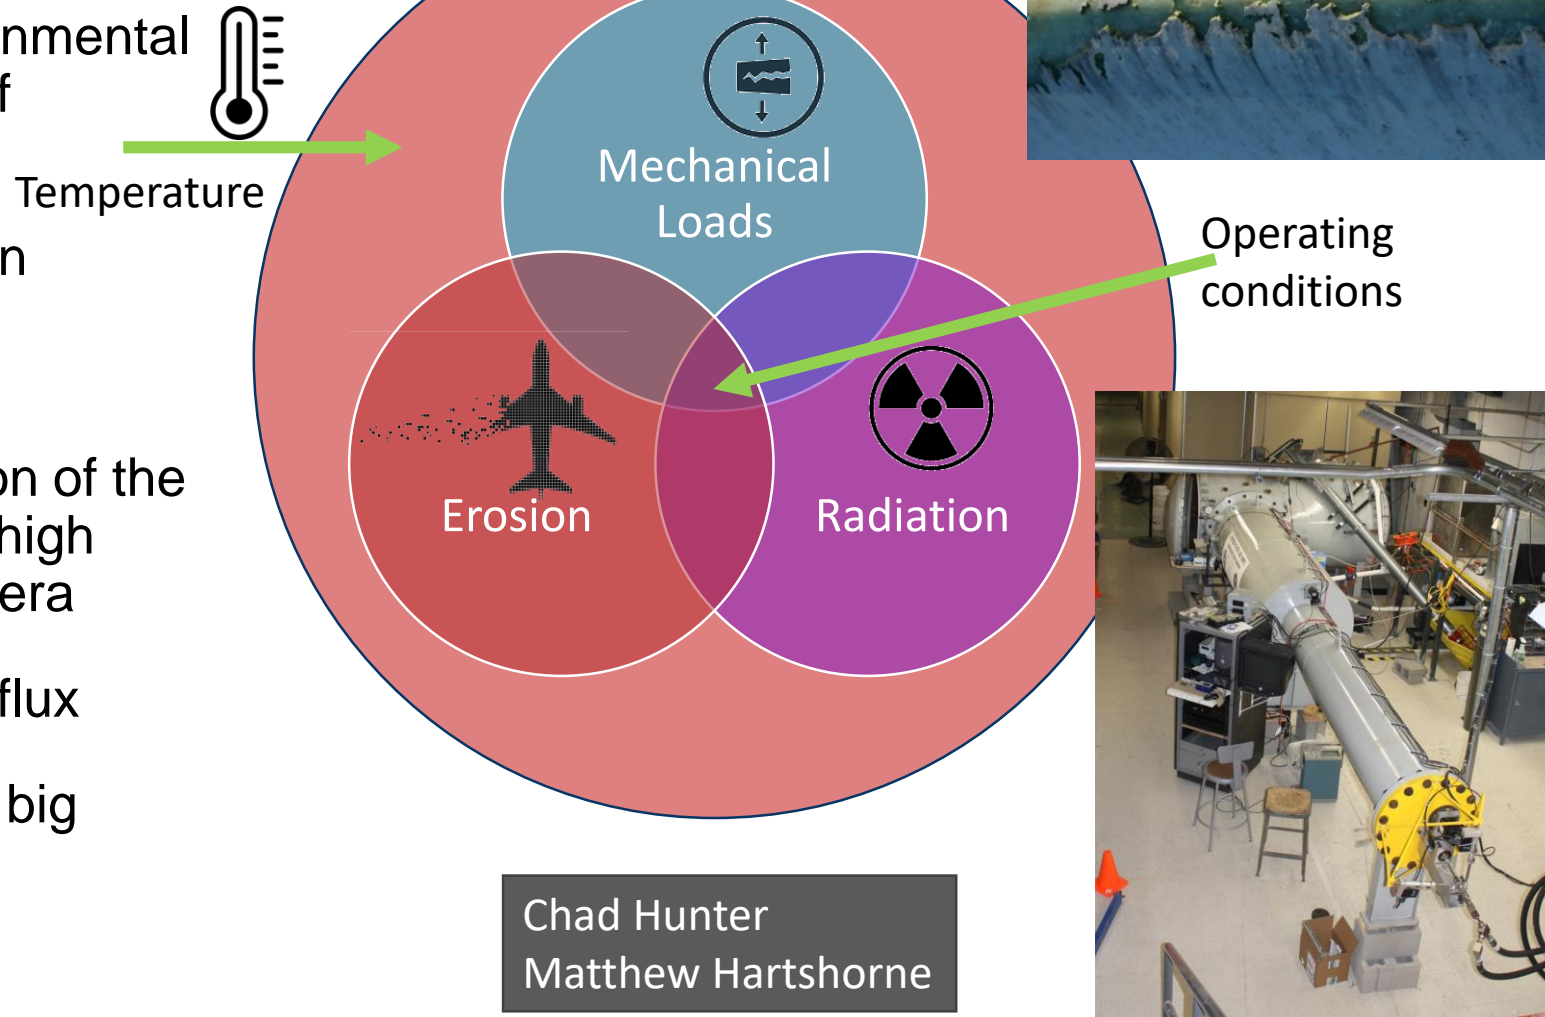 nmental
f
Temperature
n
on of the
high
era
flux
big
Mechanical
Loads
Erosion
Radiation
Operating
conditions
Chad Hunter
Matthew Hartshorne